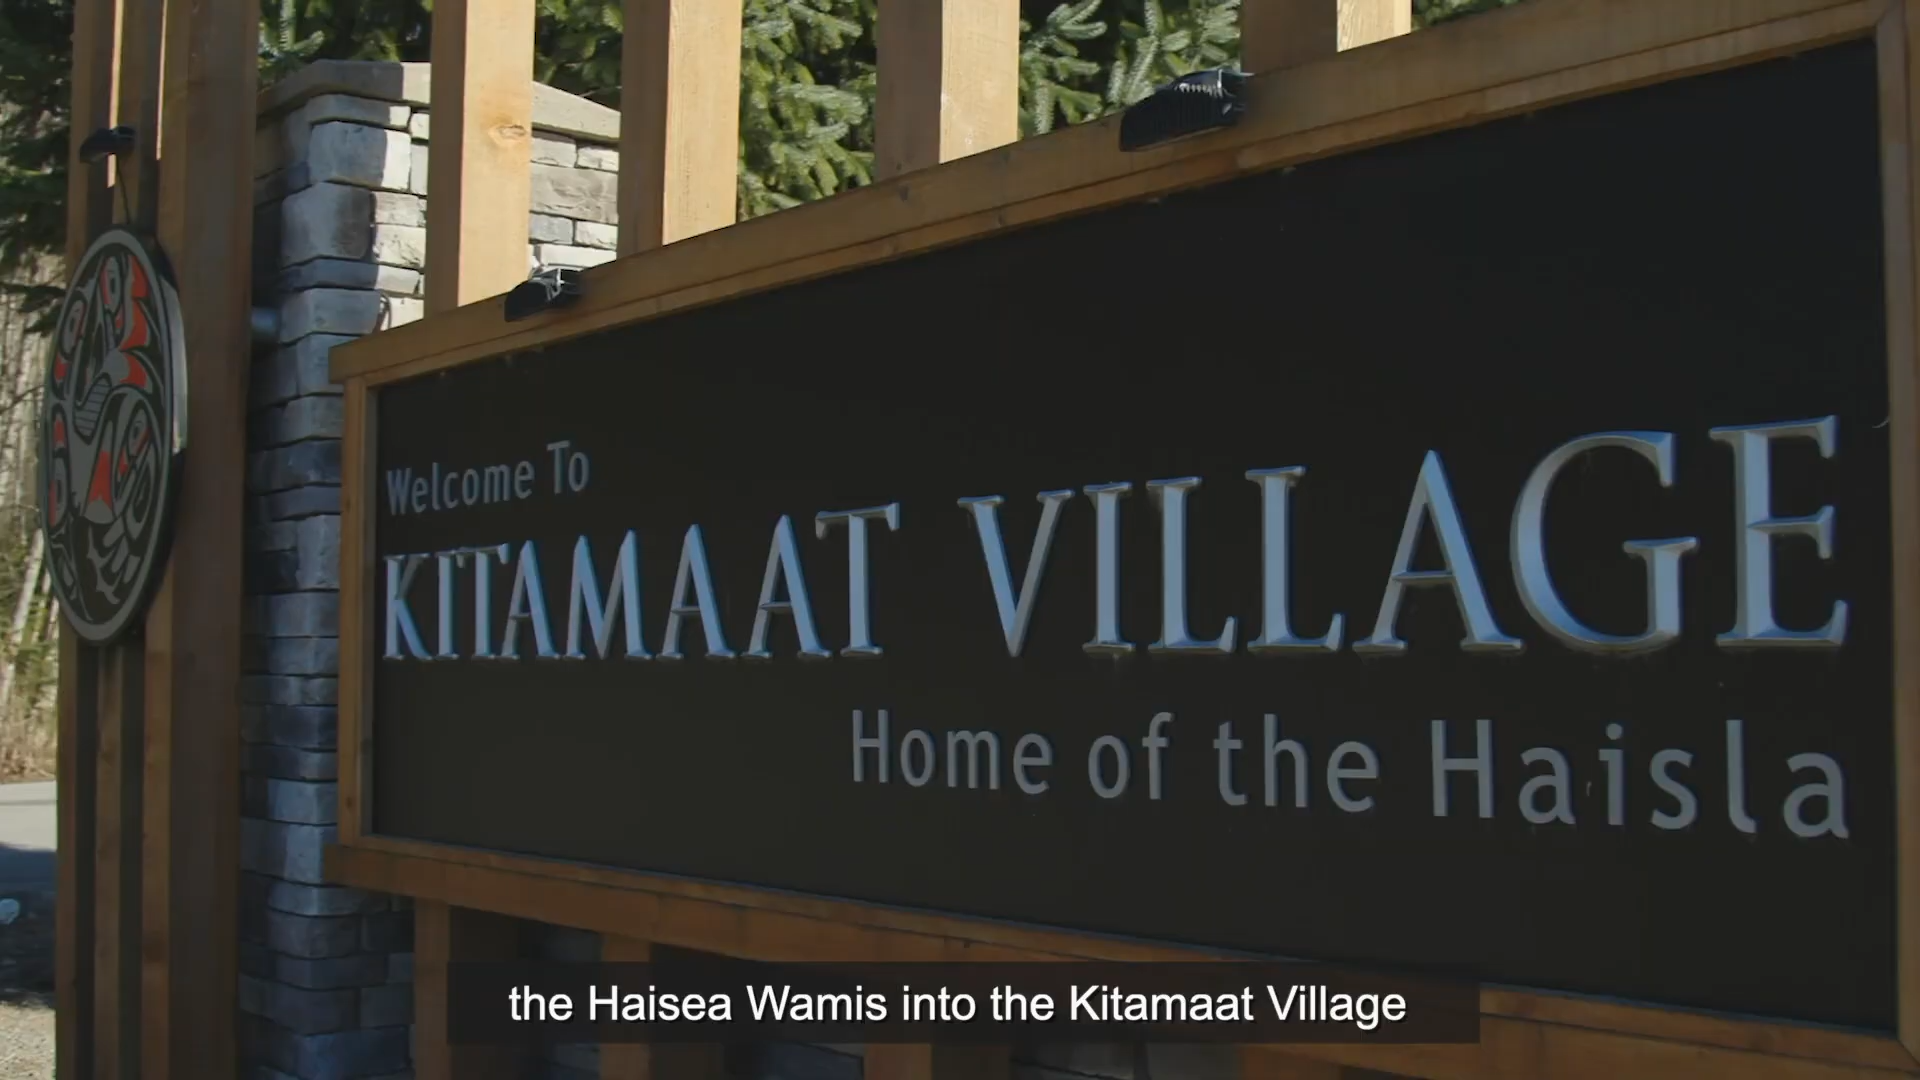 Welcome To
KITAMAAT VILLAGE
Home of the Haisla
the Haisea Wamis into the Kitamaat Village